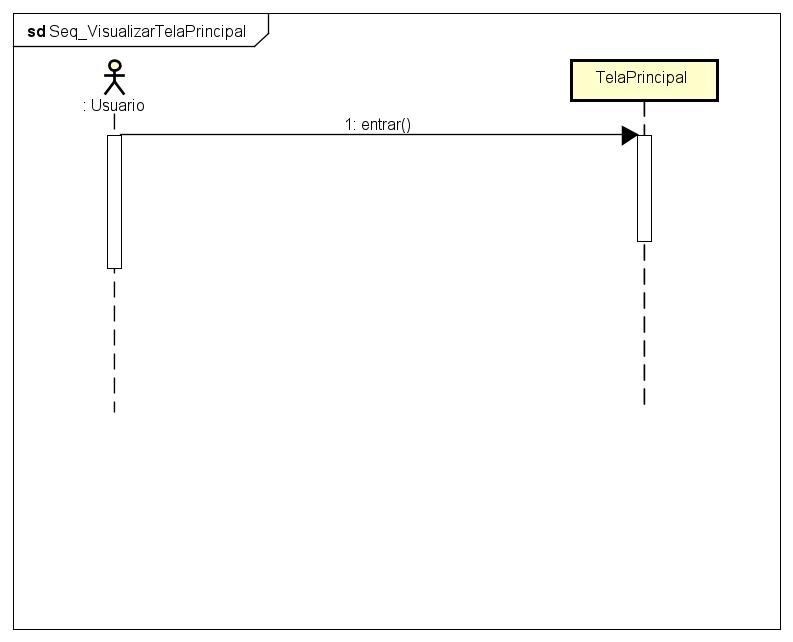 sd Seq_VisualizarTelaPrincipal
: Usuario
TelaPrincipal
1: entrar()